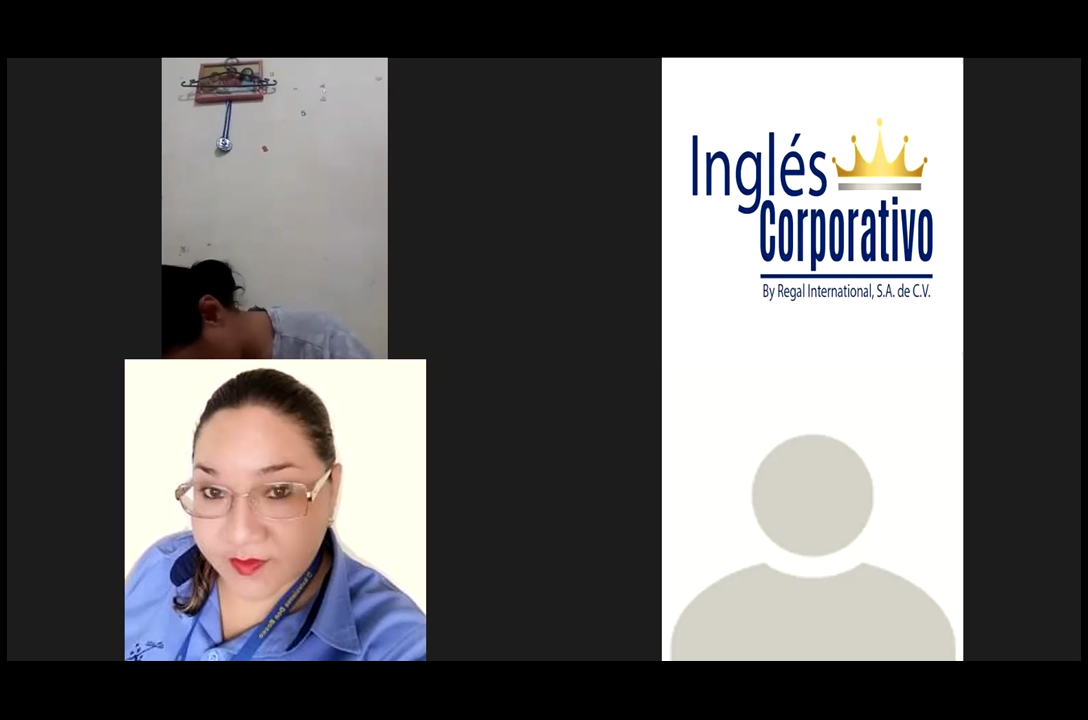 Inglés
Corporativo
By Regal International, S.A. de C.V.